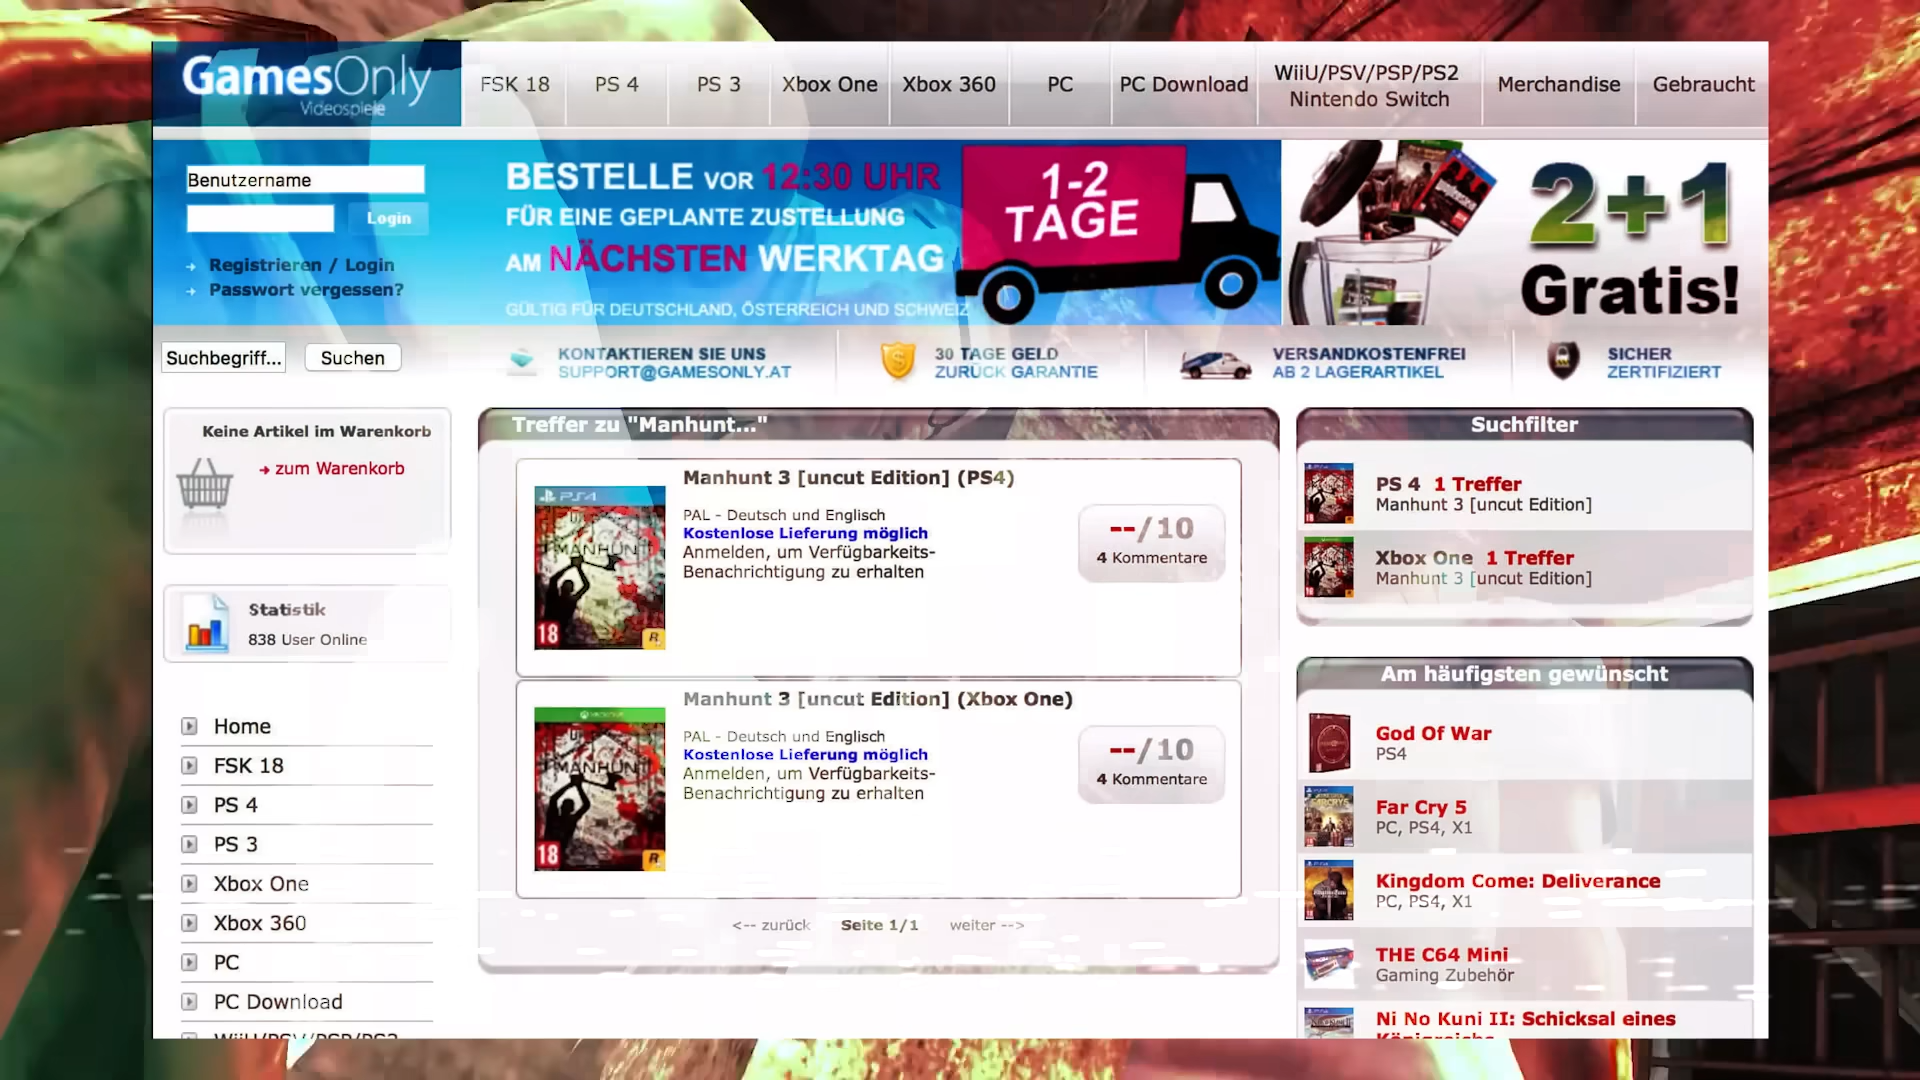 GamesOnly
Videospiele
FSK 18
PS 4
PS 3
Xbox One
Xbox 360
PC
PC Download
WiiU/PSV/PSP/PS2
Nintendo Switch
Merchandise
Gebraucht
Benutzername
Login
Registrieren / Login
Passwort vergessen?
BESTELLE VOR 12:30 UHR
FÜR EINE GEPLANTE ZUSTELLUNG
AM NÄCHSTEN WERKTAG
GÜLTIG FÜR DEUTSCHLAND, ÖSTERREICH UND SCHWEIZ
1-2
TAGE
2+1
Gratis!
Suchbegriff...
Suchen
KONTAKTIEREN SIE UNS
SUPPORT@GAMESONLY.AT
30 TAGE GELD
ZURÜCK GARANTIE
VERSANDKOSTENFREI
AB 2 LAGERARTIKEL
SICHER
ZERTIFIZIERT
Keine Artikel im Warenkorb
zum Warenkorb
Statistik
838 User Online
Home
FSK 18
PS 4
PS 3
Xbox One
Xbox 360
PC
PC Download
WiiU/PSV/PSP/PS2
Treffer zu "Manhunt..."
Manhunt 3 [uncut Edition] (PS4)
PAL - Deutsch und Englisch
Kostenlose Lieferung möglich
Anmelden, um Verfügbarkeits-
Benachrichtigung zu erhalten
--/10
4 Kommentare
PS4
MANHUNT
18
R
Manhunt 3 [uncut Edition] (Xbox One)
PAL - Deutsch und Englisch
Kostenlose Lieferung möglich
Anmelden, um Verfügbarkeits-
Benachrichtigung zu erhalten
--/10
4 Kommentare
MANHUNT
18
R
<-- zurück
Seite 1/1
weiter -->
Suchfilter
PS 4 1 Treffer
Manhunt 3 [uncut Edition]
Xbox One 1 Treffer
Manhunt 3 [uncut Edition]
Am häufigsten gewünscht
God Of War
PS4
Far Cry 5
PC, PS4, X1
Kingdom Come: Deliverance
PC, PS4, X1
THE C64 Mini
Gaming Zubehör
Ni No Kuni II: Schicksal eines
Königreichs